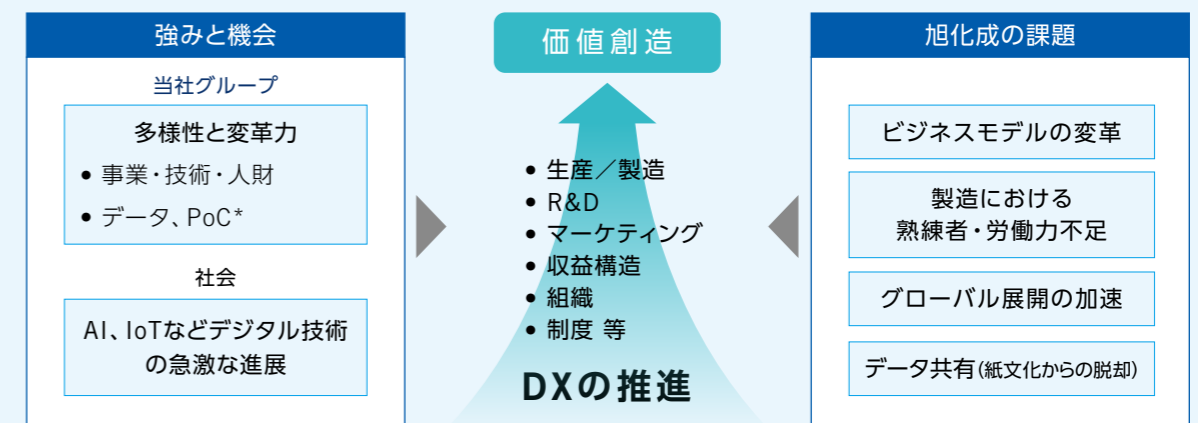 強みと機会
当社グループ
多様性と変革力
• 事業・技術・人財
• データ、PoC*
社会
AI、IoTなどデジタル技術
の急激な進展
価値創造
• 生産／製造
• R&D
• マーケティング
• 収益構造
• 組織
• 制度 等
DXの推進
旭化成の課題
ビジネスモデルの変革
製造における
熟練者・労働力不足
グローバル展開の加速
データ共有(紙文化からの脱却)